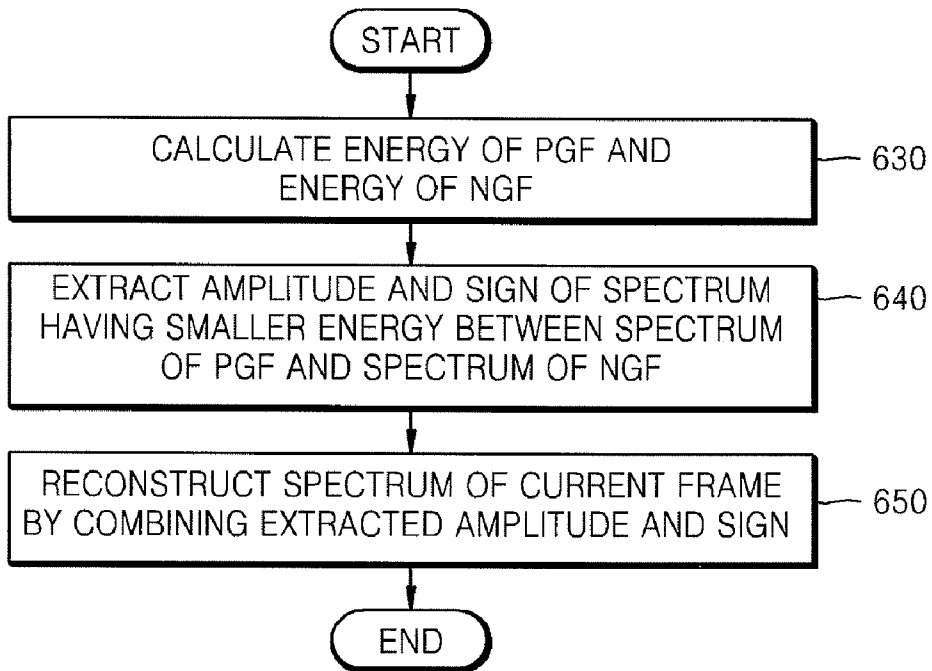 START
CALCULATE ENERGY OF PGF AND
ENERGY OF NGF
630
EXTRACT AMPLITUDE AND SIGN OF SPECTRUM
HAVING SMALLER ENERGY BETWEEN SPECTRUM
OF PGF AND SPECTRUM OF NGF
640
RECONSTRUCT SPECTRUM OF CURRENT FRAME
BY COMBINING EXTRACTED AMPLITUDE AND SIGN
650
END